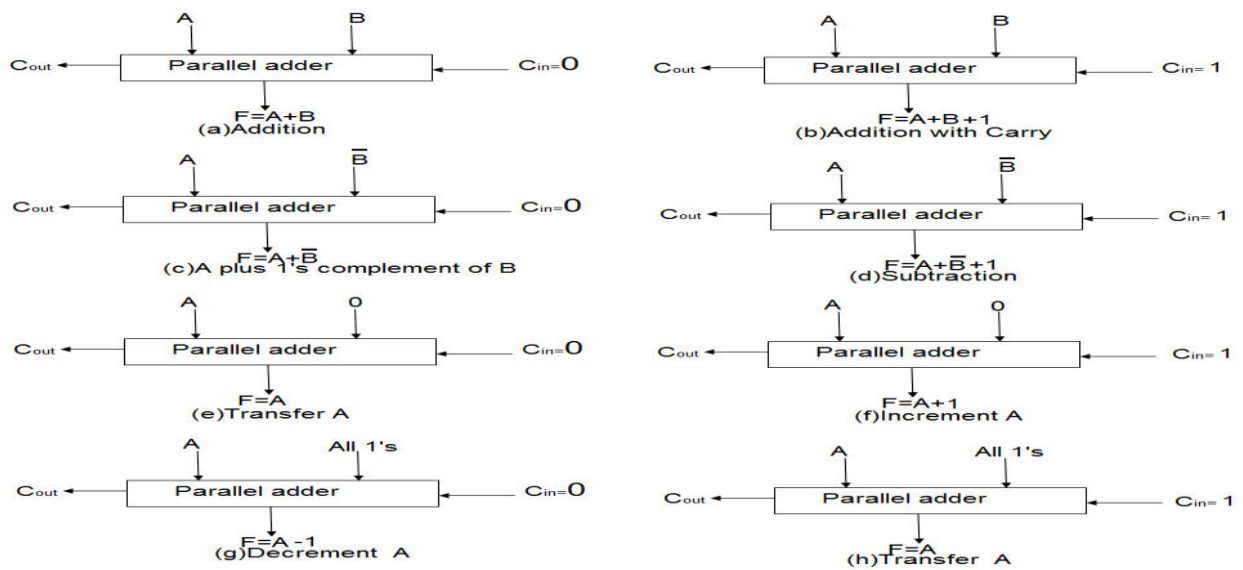 A B
Cout Parallel adder Cin=0
F=A+B
(a)Addition
A B
Cout Parallel adder Cin= 1
F=A+B+1
(b)Addition with Carry
A B̅
Cout Parallel adder Cin=0
F=A+B̅
(c)A plus 1's complement of B
A B̅
Cout Parallel adder Cin= 1
F=A+B̅+1
(d)Subtraction
A 0
Cout Parallel adder Cin=0
F=A
(e)Transfer A
A 0
Cout Parallel adder Cin= 1
F=A+1
(f)Increment A
A All 1's
Cout Parallel adder Cin=0
F=A-1
(g)Decrement A
A All 1's
Cout Parallel adder Cin= 1
F=A
(h)Transfer A